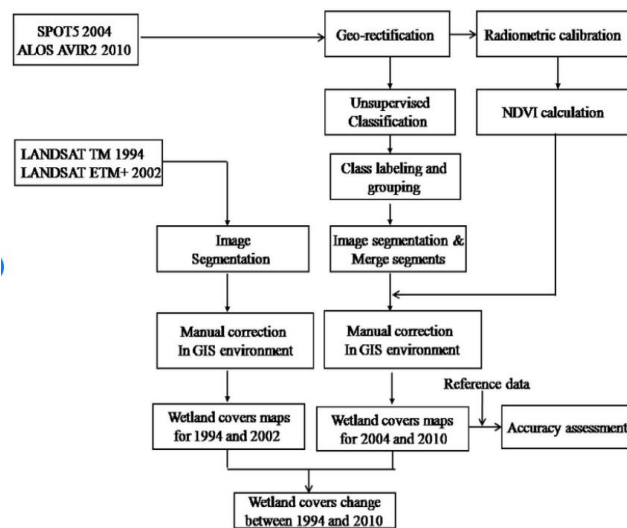 SPOT5 2004
ALOS AVIR2 2010
Geo-rectification
Radiometric calibration
Unsupervised
Classification
NDVI calculation
LANDSAT TM 1994
LANDSAT ETM+ 2002
Class labeling and
grouping
Image
Segmentation
Image segmentation &
Merge segments
Manual correction
In GIS environment
Manual correction
In GIS environment
Reference data
Wetland covers maps
for 1994 and 2002
Wetland covers maps
for 2004 and 2010
Accuracy assessment
Wetland covers change
between 1994 and 2010